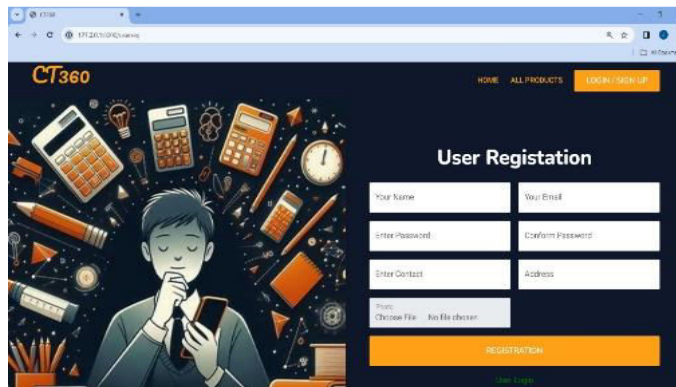 CT360
CT360
HOME ALL PRODUCTS LOGIN / SIGN UP
User Registation
Your Name Your Email
Enter Password Conform Password
Enter Contact Address
Photo
Choose File No file chosen
REGISTRATION
User Login